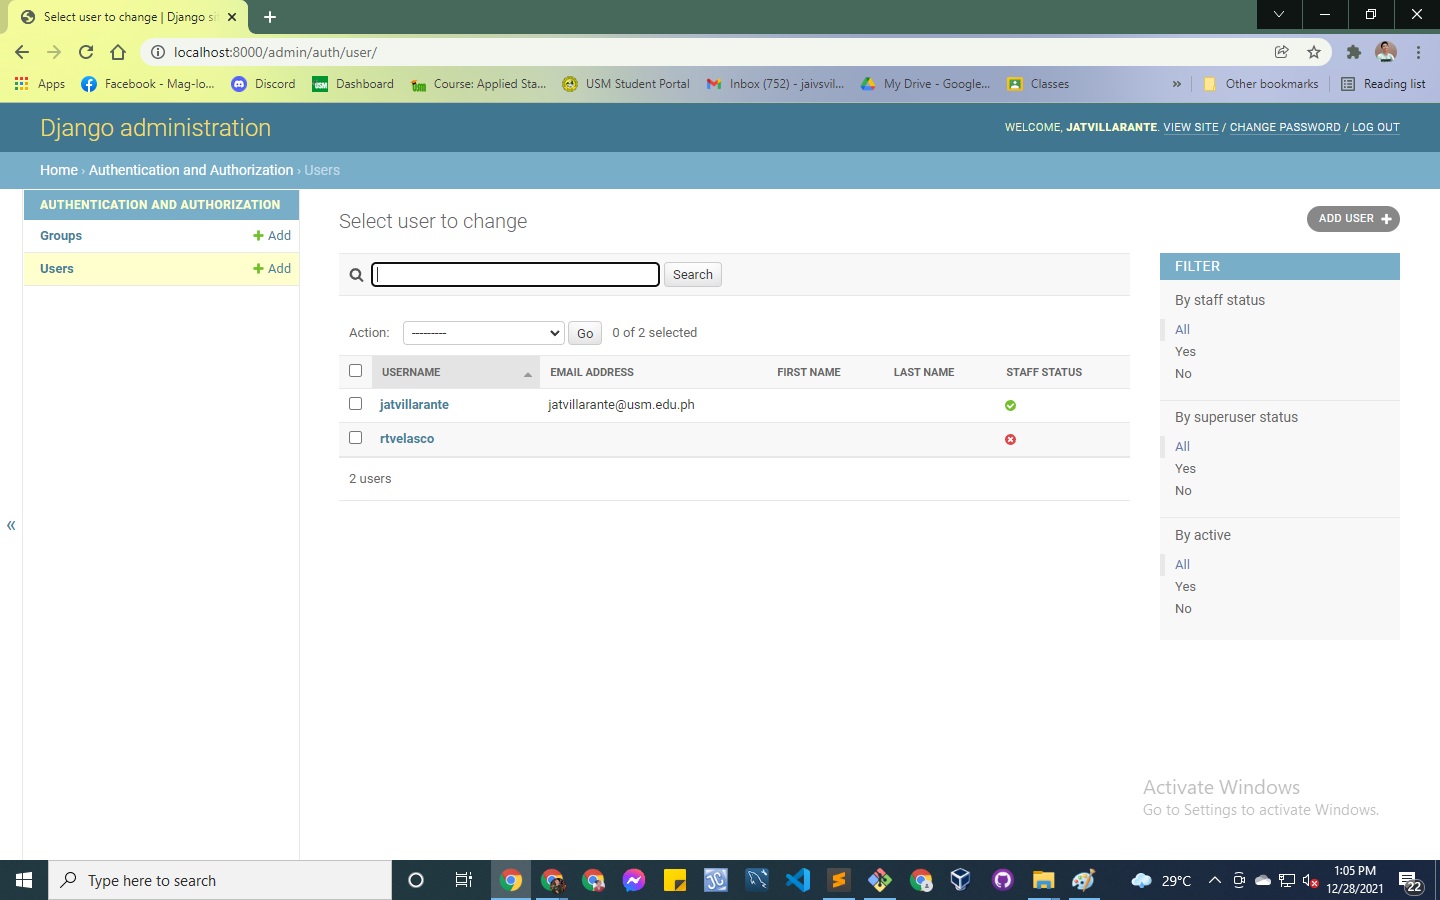 Select user to change | Django si
localhost:8000/admin/auth/user/
Apps Facebook - Mag-lo... Discord Dashboard Course: Applied Sta... USM Student Portal Inbox (752) - jaivsvil... My Drive - Google... Classes » Other bookmarks Reading list
Django administration
WELCOME, JATVILLARANTE. VIEW SITE / CHANGE PASSWORD / LOG OUT
Home › Authentication and Authorization › Users
AUTHENTICATION AND AUTHORIZATION
Groups + Add
Users + Add
«
Select user to change
ADD USER +
Search
Action: --------- Go 0 of 2 selected
USERNAME EMAIL ADDRESS FIRST NAME LAST NAME STAFF STATUS
jatvillarante jatvillarante@usm.edu.ph
rtvelasco
2 users
FILTER
By staff status
All
Yes
No
By superuser status
All
Yes
No
By active
All
Yes
No
Activate Windows
Go to Settings to activate Windows.
Type here to search
29°C
1:05 PM
12/28/2021
22